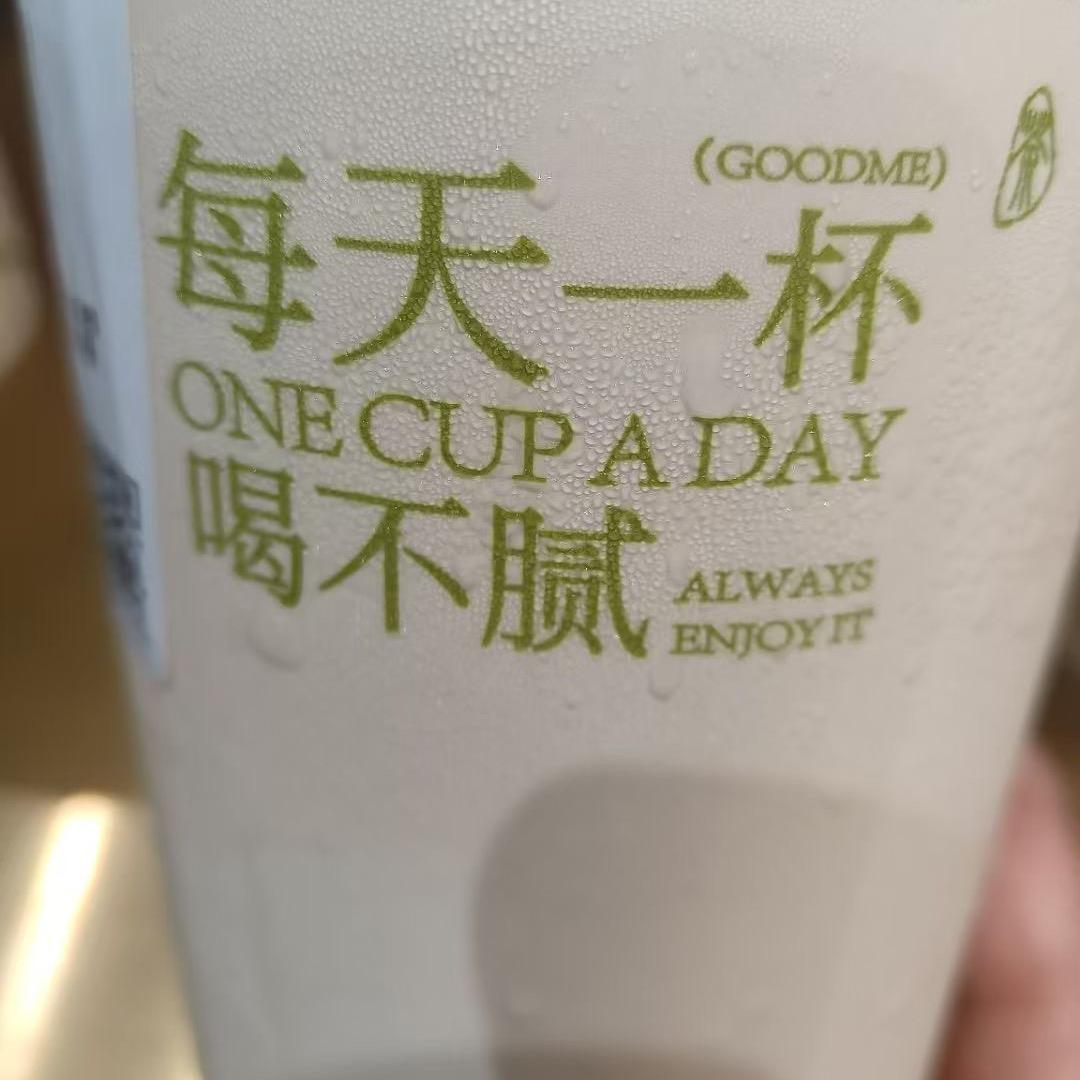 (GOODME)
每天一杯
ONE CUP A DAY
喝不腻
ALWAYS
ENJOY IT